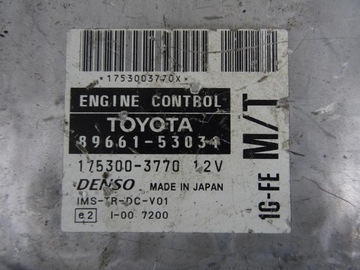 *1753003770X*
ENGINE CONTROL
TOYOTA
89661-53034
175300-3770 12V
DENSO MADE IN JAPAN
IMS-TR-DC-V01
e2 I-00 7200
1G-FE M/T